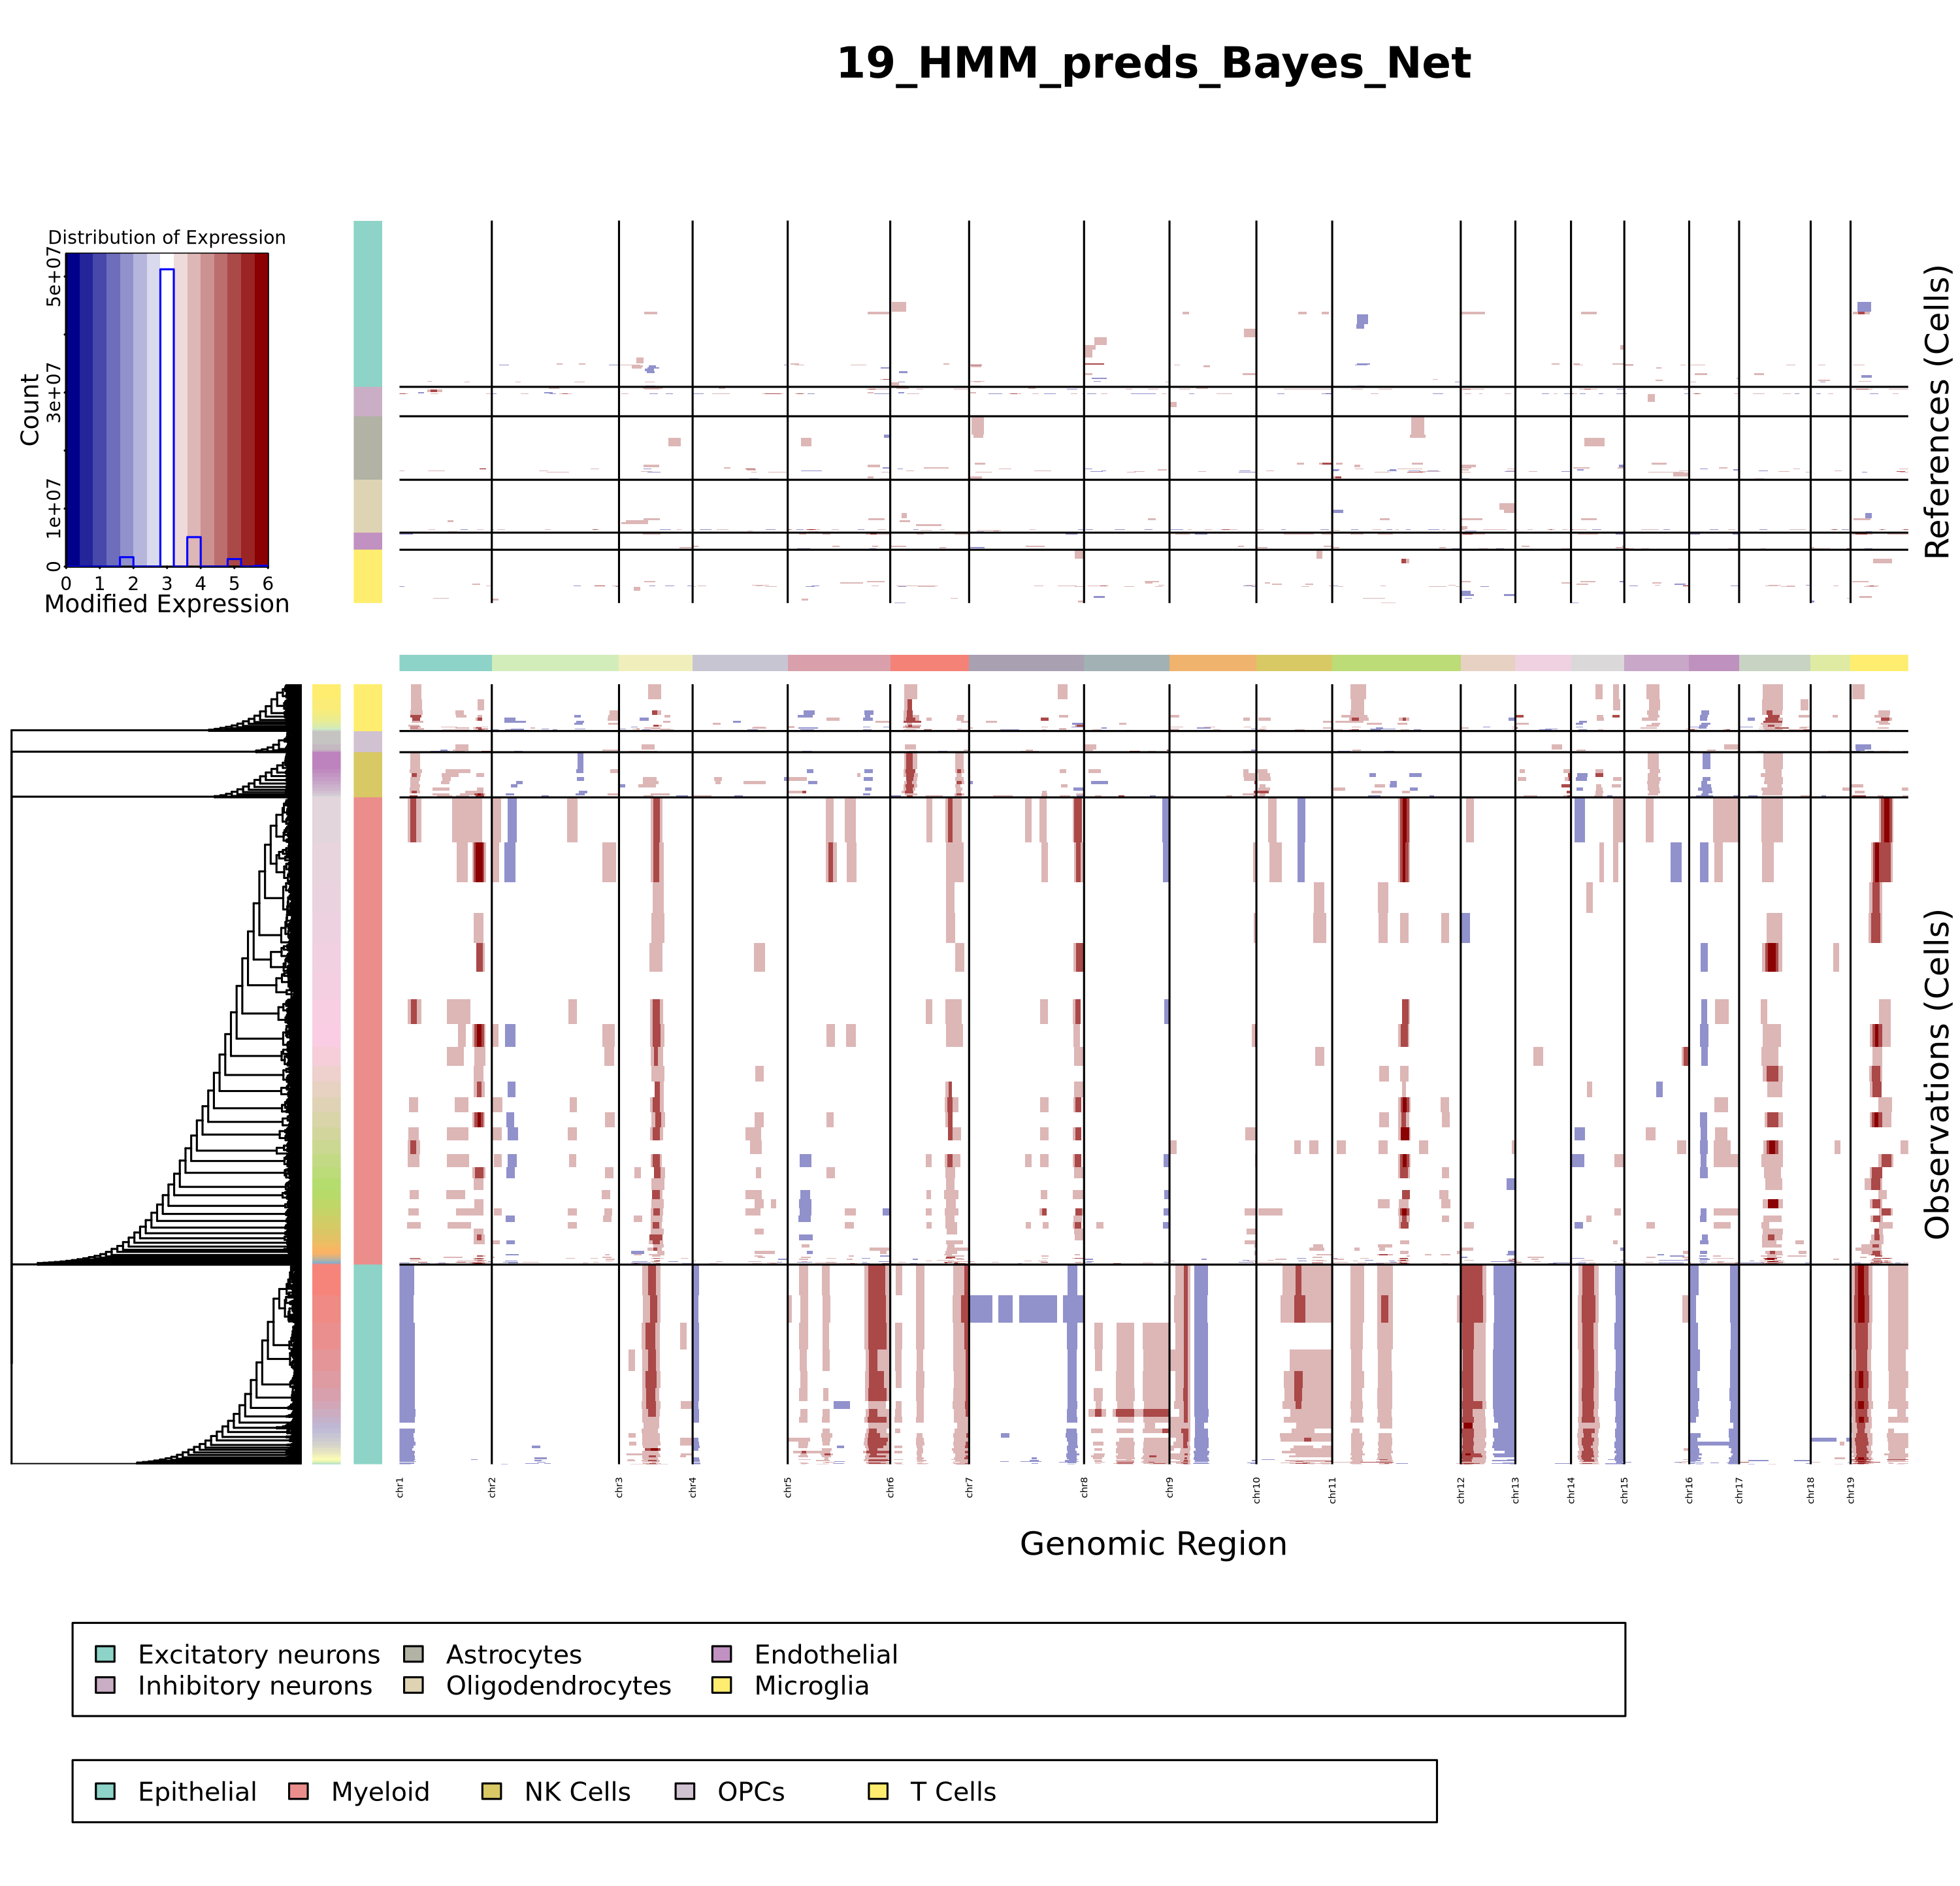 19_HMM_preds_Bayes_Net
Distribution of Expression
Count
0 1e+07 3e+07 5e+07
0 1 2 3 4 5 6
Modified Expression
References (Cells)
Observations (Cells)
chr1 chr2 chr3 chr4 chr5 chr6 chr7 chr8 chr9 chr10 chr11 chr12 chr13 chr14 chr15 chr16 chr17 chr18 chr19
Genomic Region
Excitatory neurons Astrocytes Endothelial
Inhibitory neurons Oligodendrocytes Microglia
Epithelial Myeloid NK Cells OPCs T Cells